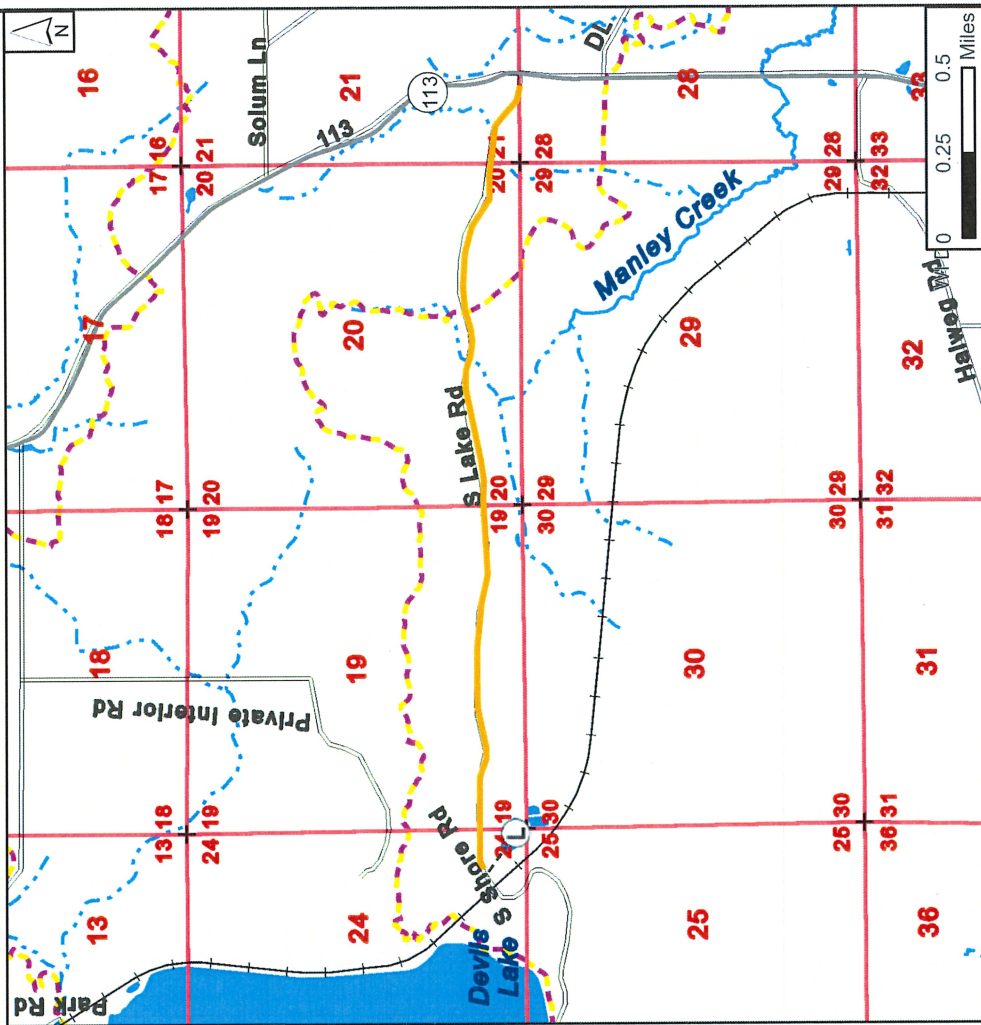 N
16
Solum Ln
21
113
113
DL
28
33
17 16
20 21
20 21
29 28
29 28
32 33
17
20
S Lake Rd
Manley Creek
29
Halweg Rd
32
18 17
19 20
19 20
30 29
30 29
31 32
18
Private Interior Rd
19
30
31
13 18
24 19
24 19
25 30
25 30
36 31
S Shore Rd
L
13
24
Devils
Lake
25
36
Park Rd
0 0.25 0.5
Miles